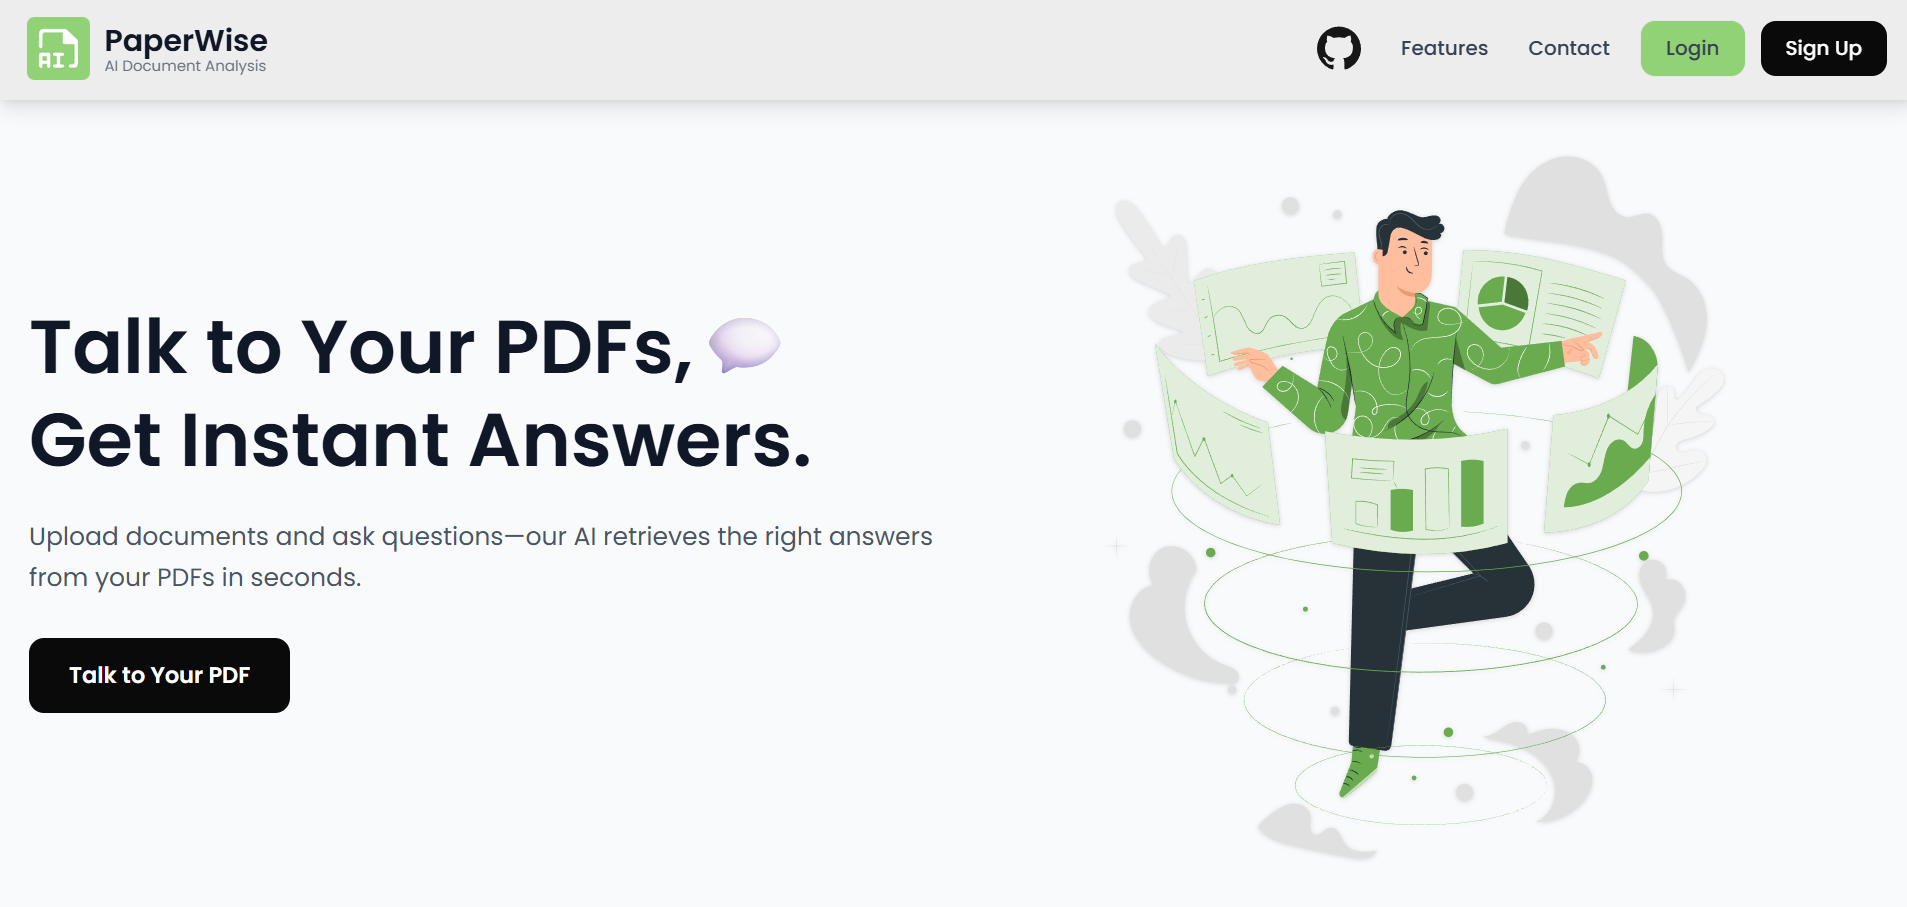 AI
PaperWise
AI Document Analysis
Features
Contact
Login
Sign Up
Talk to Your PDFs,
Get Instant Answers.
Upload documents and ask questions—our AI retrieves the right answers
from your PDFs in seconds.
Talk to Your PDF